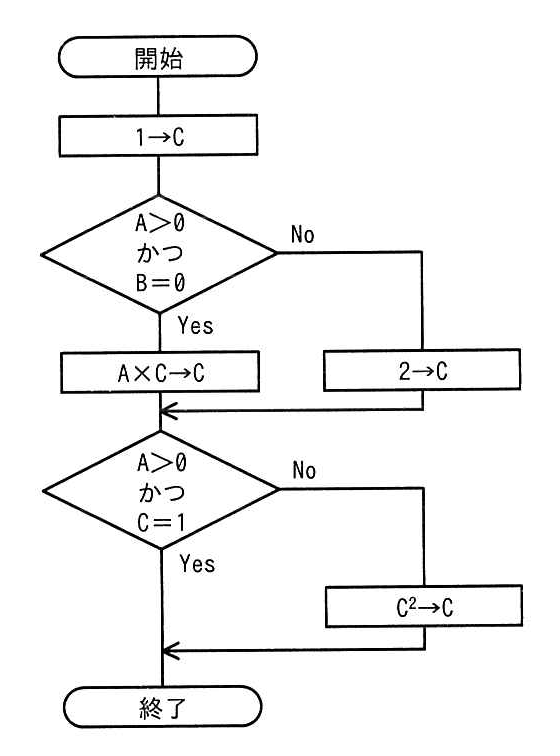 開始
1→C
A>0
かつ
B=0
No
Yes
A×C→C
2→C
A>0
かつ
C=1
No
Yes
C²→C
終了